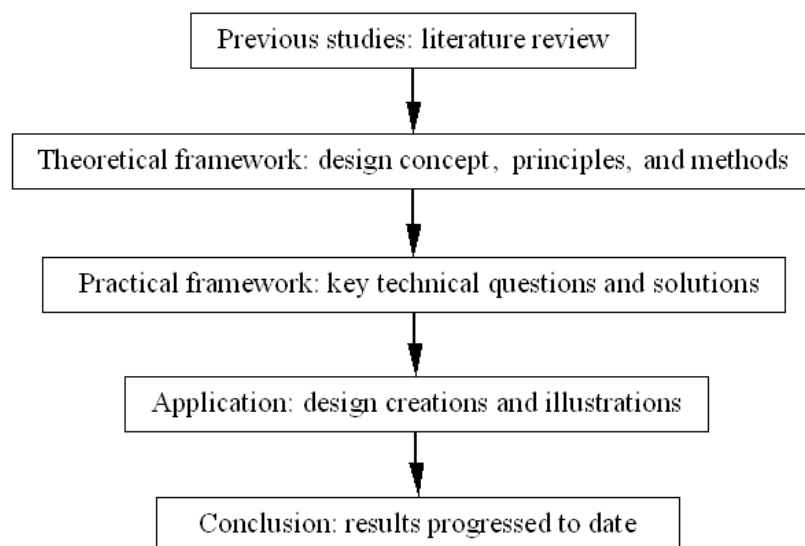 Previous studies: literature review
Theoretical framework: design concept, principles, and methods
Practical framework: key technical questions and solutions
Application: design creations and illustrations
Conclusion: results progressed to date